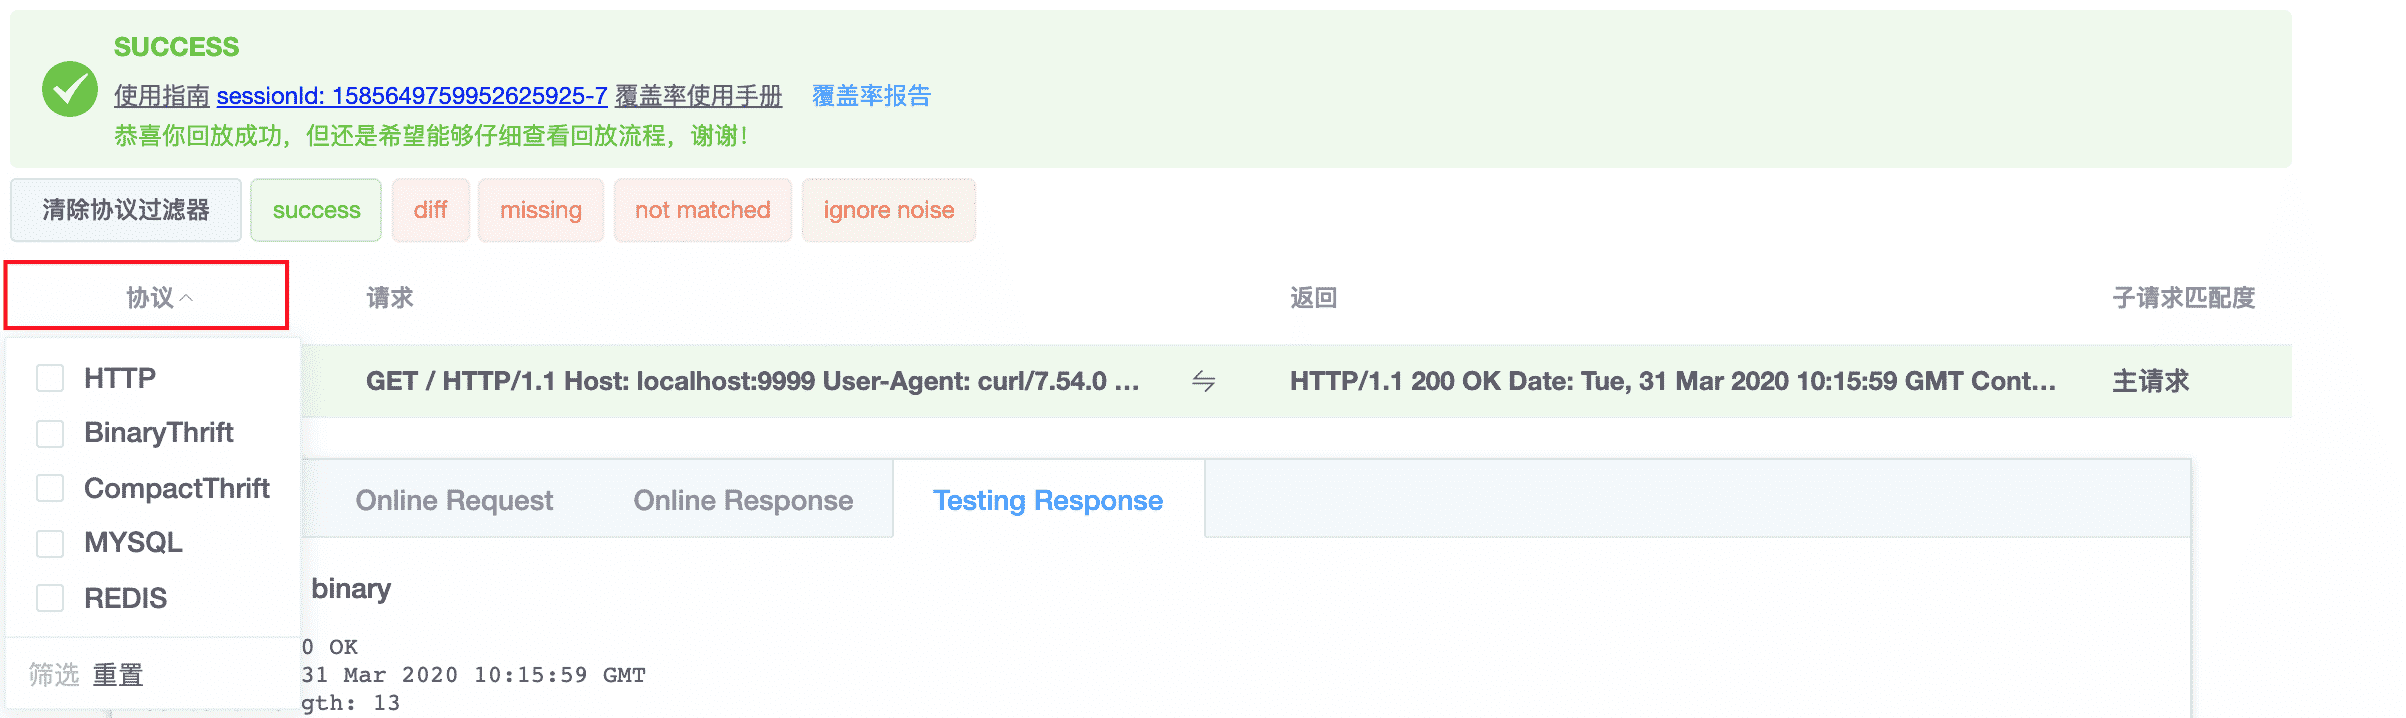 SUCCESS
使用指南 sessionId: 1585649759952625925-7 覆盖率使用手册 覆盖率报告
恭喜你回放成功，但还是希望能够仔细查看回放流程，谢谢！
清除协议过滤器 success diff missing not matched ignore noise
协议 请求 返回 子请求匹配度
GET / HTTP/1.1 Host: localhost:9999 User-Agent: curl/7.54.0 ... HTTP/1.1 200 OK Date: Tue, 31 Mar 2020 10:15:59 GMT Cont... 主请求
HTTP
BinaryThrift
CompactThrift
MYSQL
REDIS
筛选 重置
Online Request Online Response Testing Response
binary
0 OK
31 Mar 2020 10:15:59 GMT
gth: 13